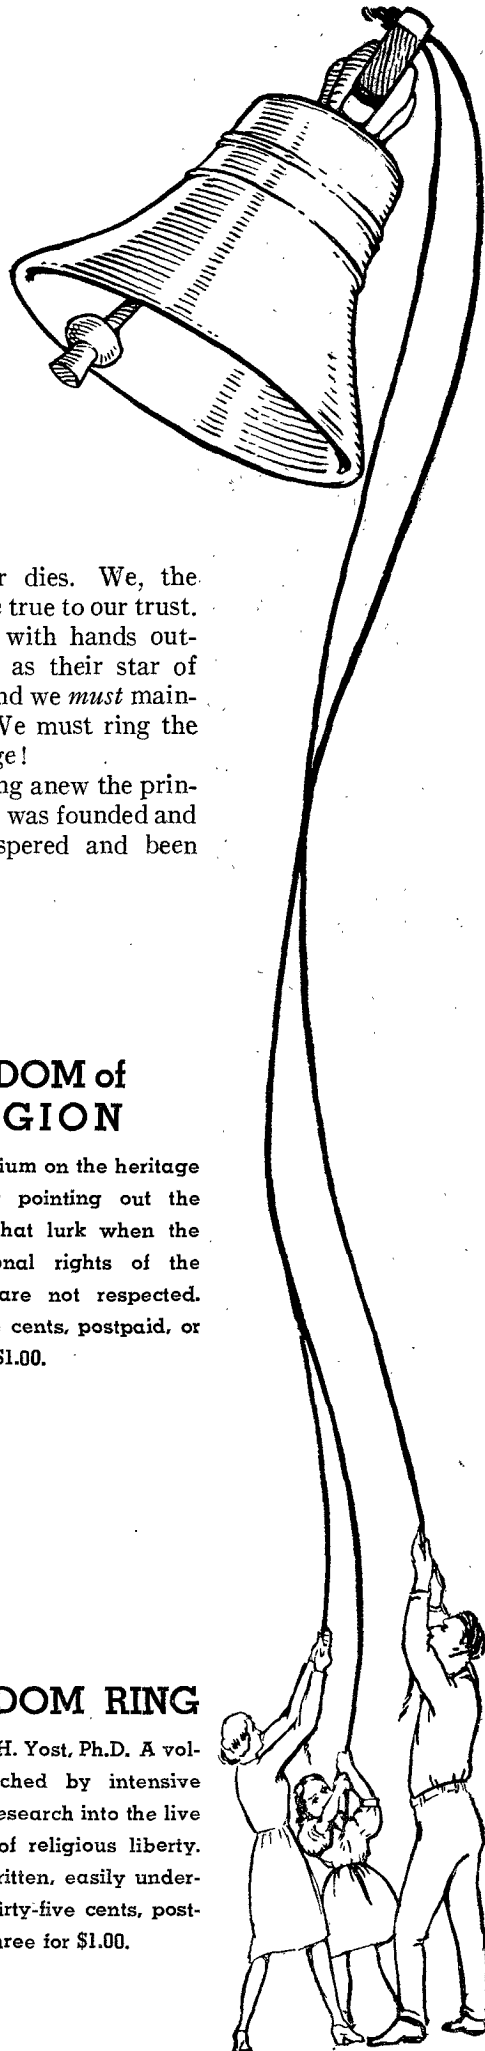 r dies. We, the
true to our trust.
with hands out-
as their star of
nd we must main-
We must ring the
ge!
ng anew the prin-
was founded and
spered and been
DOM of
GION
ium on the heritage
pointing out the
hat lurk when the
onal rights of the
are not respected.
cents, postpaid, or
$1.00.
DOM RING
H. Yost, Ph.D. A vol-
ched by intensive
esearch into the live
of religious liberty.
ritten, easily under-
irty-five cents, post-
hree for $1.00.